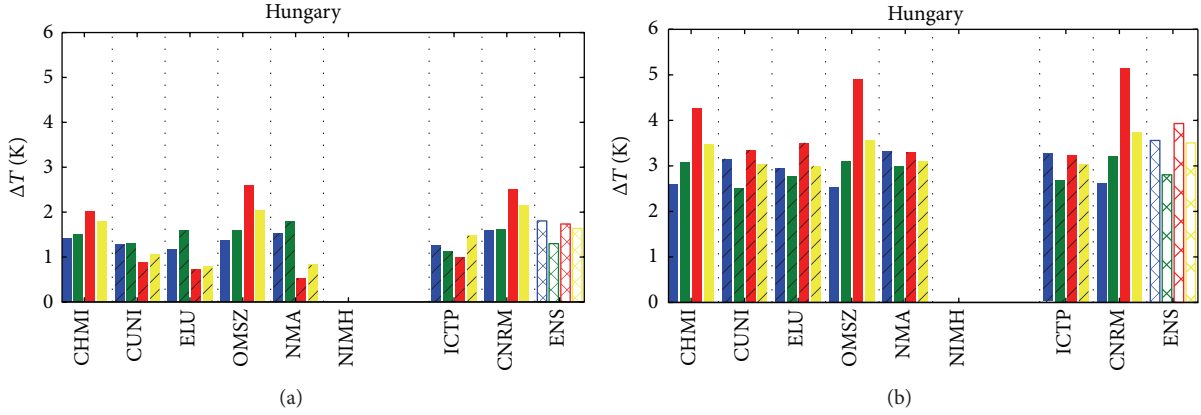 Hungary
6
5
4
3
2
1
0
ΔT (K)
CHMI
CUNI
ELU
OMSZ
NMA
NIMH
ICTP
CNRM
ENS
(a)
Hungary
6
5
4
3
2
1
0
ΔT (K)
CHMI
CUNI
ELU
OMSZ
NMA
NIMH
ICTP
CNRM
ENS
(b)